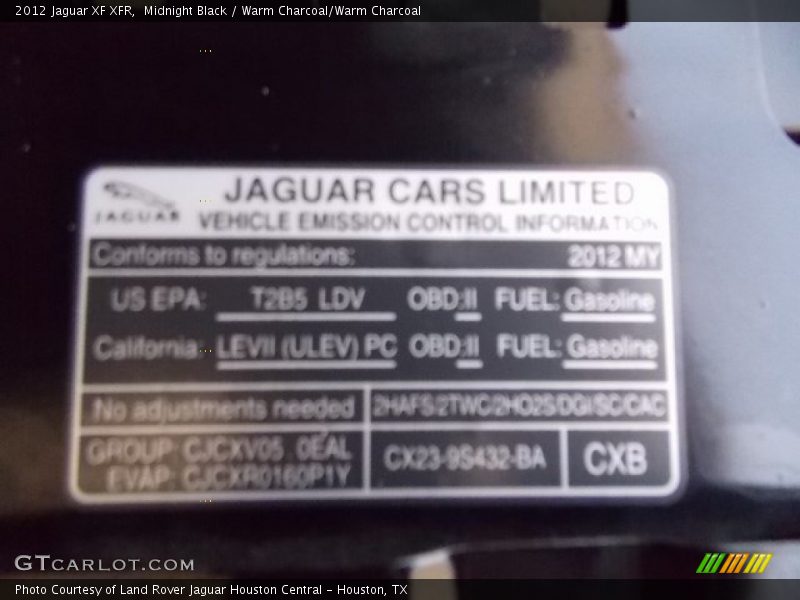 2012 Jaguar XF XFR,  Midnight Black / Warm Charcoal/Warm Charcoal
JAGUAR
JAGUAR CARS LIMITED
VEHICLE EMISSION CONTROL INFORMATION
Conforms to regulations: 2012 MY
US EPA: T2B5 LDV OBD:II FUEL: Gasoline
California: LEVII (ULEV) PC OBD:II FUEL: Gasoline
No adjustments needed 2HAFS/2TWC/2HO2S/DGI/SC/CAC
GROUP: CJCXV05.0EAL
EVAP: CJCXR0160P1Y
CX23-9S432-BA CXB
GTCARLOT.COM
Photo Courtesy of Land Rover Jaguar Houston Central - Houston, TX